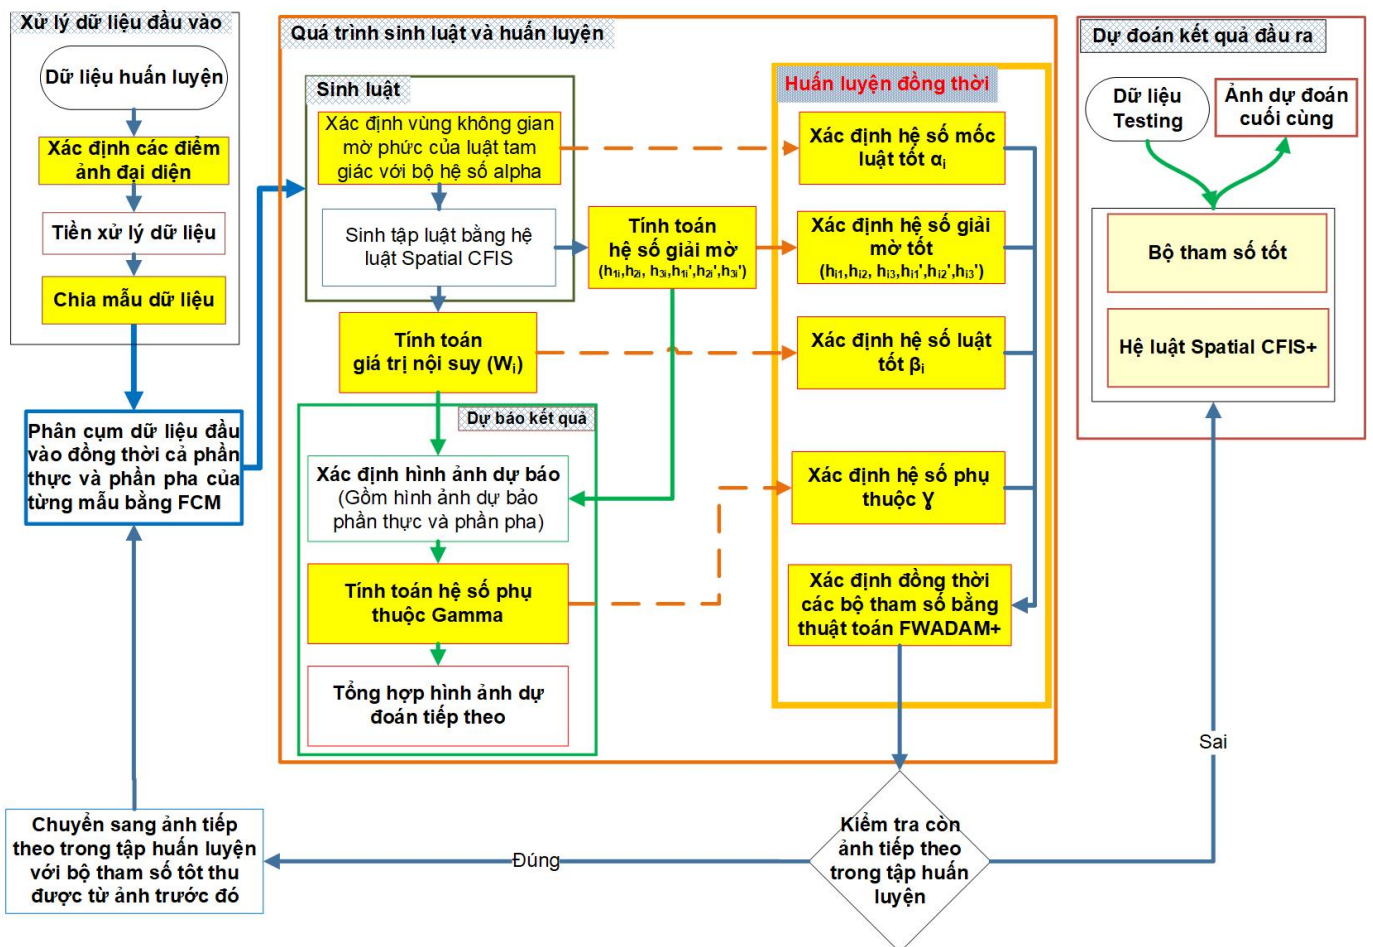 Xử lý dữ liệu đầu vào
Dữ liệu huấn luyện
Xác định các điểm
ảnh đại diện
Tiền xử lý dữ liệu
Chia mẫu dữ liệu
Phân cụm dữ liệu đầu
vào đồng thời cả phần
thực và phần pha của
từng mẫu bằng FCM
Chuyển sang ảnh tiếp
theo trong tập huấn luyện
với bộ tham số tôt thu
được từ ảnh trước đó
Quá trình sinh luật và huấn luyện
Sinh luật
Xác định vùng không gian
mờ phức của luật tam
giác với bộ hệ số alpha
Sinh tập luật bằng hệ
luật Spatial CFIS
Tính toán
hệ số giải mờ
(h1i,h2i, h3i,h1i',h2i',h3i')
Tính toán
giá trị nội suy (Wi)
Dự báo kết quả
Xác định hình ảnh dự báo
(Gồm hình ảnh dự bảo
phần thực và phần pha)
Tính toán hệ số phụ
thuộc Gamma
Tổng hợp hình ảnh dự
đoán tiếp theo
Huấn luyện đồng thời
Xác định hệ số mốc
luật tốt αi
Xác định hệ số giải
mờ tốt
(hi1,hi2, hi3,hi1',hi2',hi3')
Xác định hệ số luật
tốt βi
Xác định hệ số phụ
thuộc Ɣ
Xác định đồng thời
các bộ tham số bằng
thuật toán FWADAM+
Kiểm tra còn
ảnh tiếp theo
trong tập huấn
luyện
Đúng
Sai
Dự đoán kết quả đầu ra
Dữ liệu
Testing
Ảnh dự đoán
cuối cùng
Bộ tham số tốt
Hệ luật Spatial CFIS+